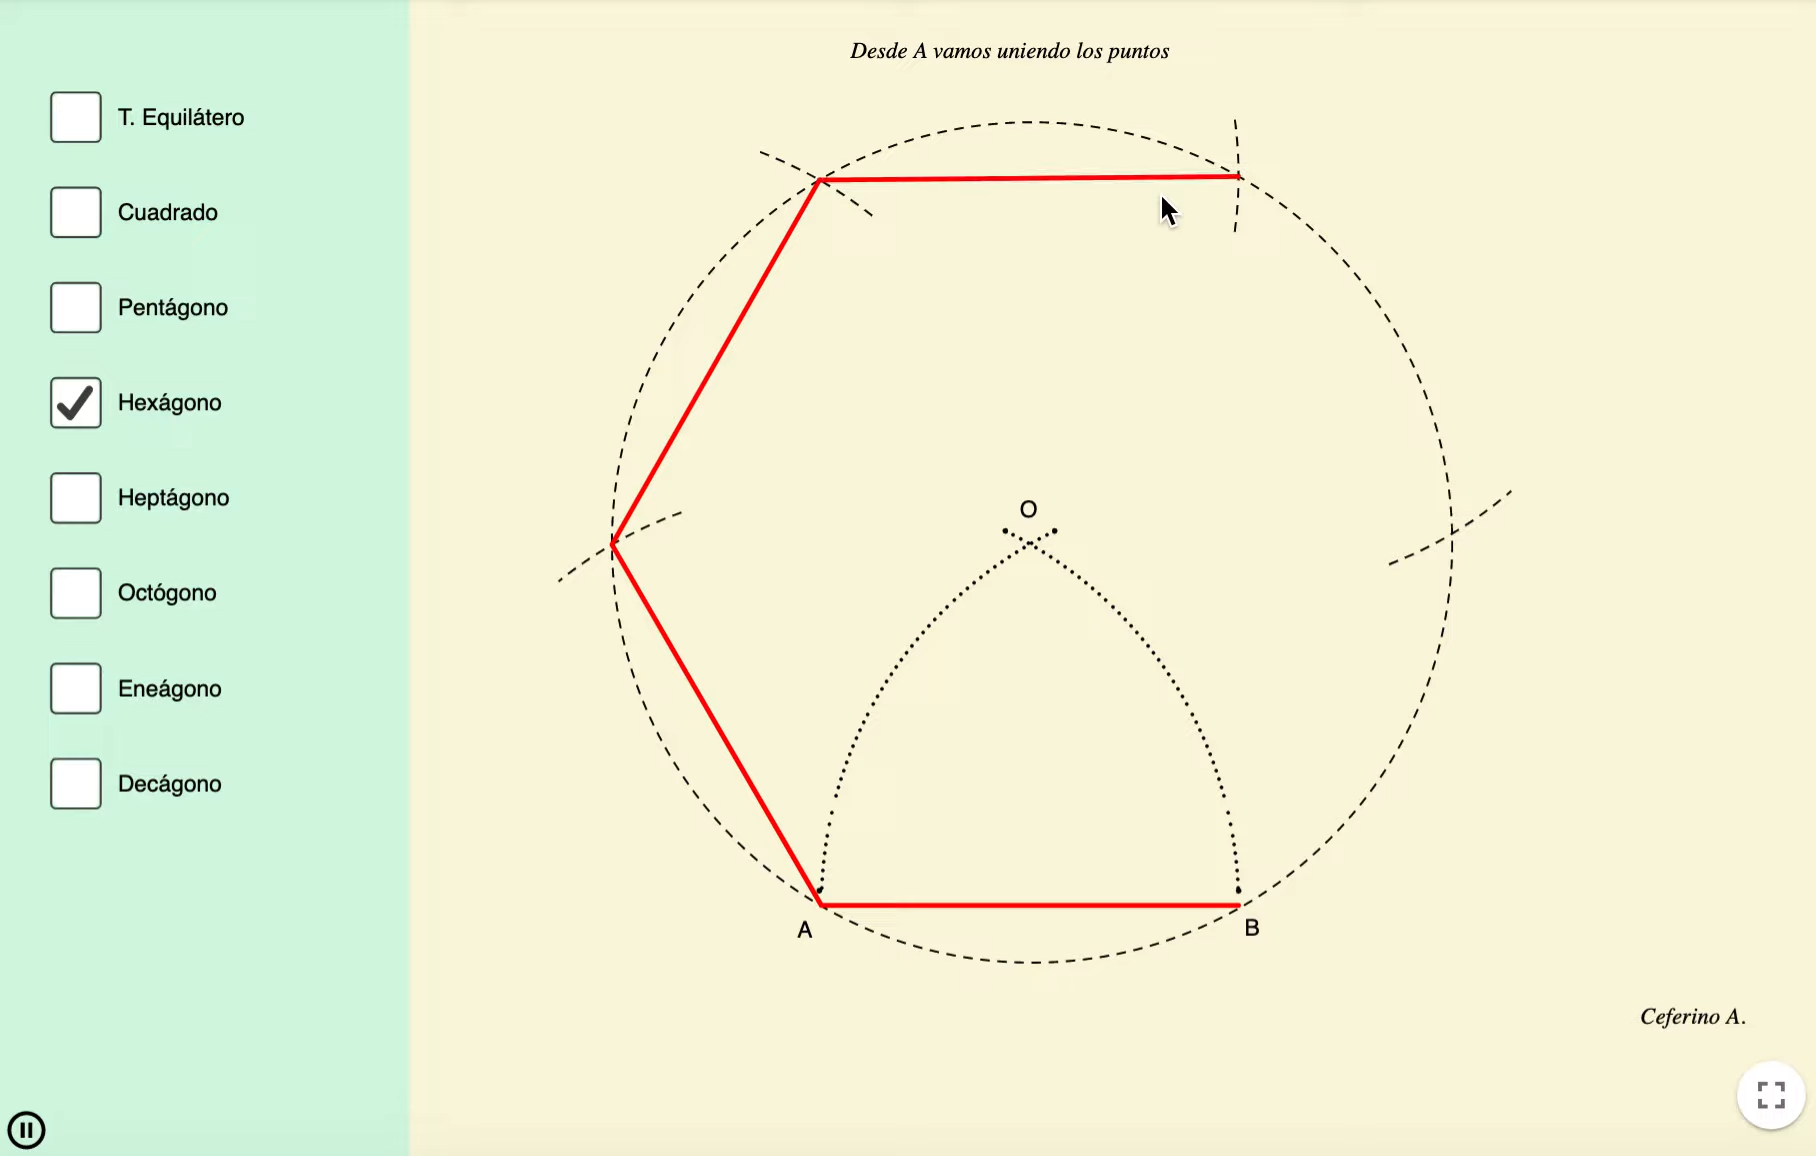 Desde A vamos uniendo los puntos
T. Equilátero
Cuadrado
Pentágono
Hexágono
Heptágono
Octógono
Eneágono
Decágono
O
A
B
Ceferino A.